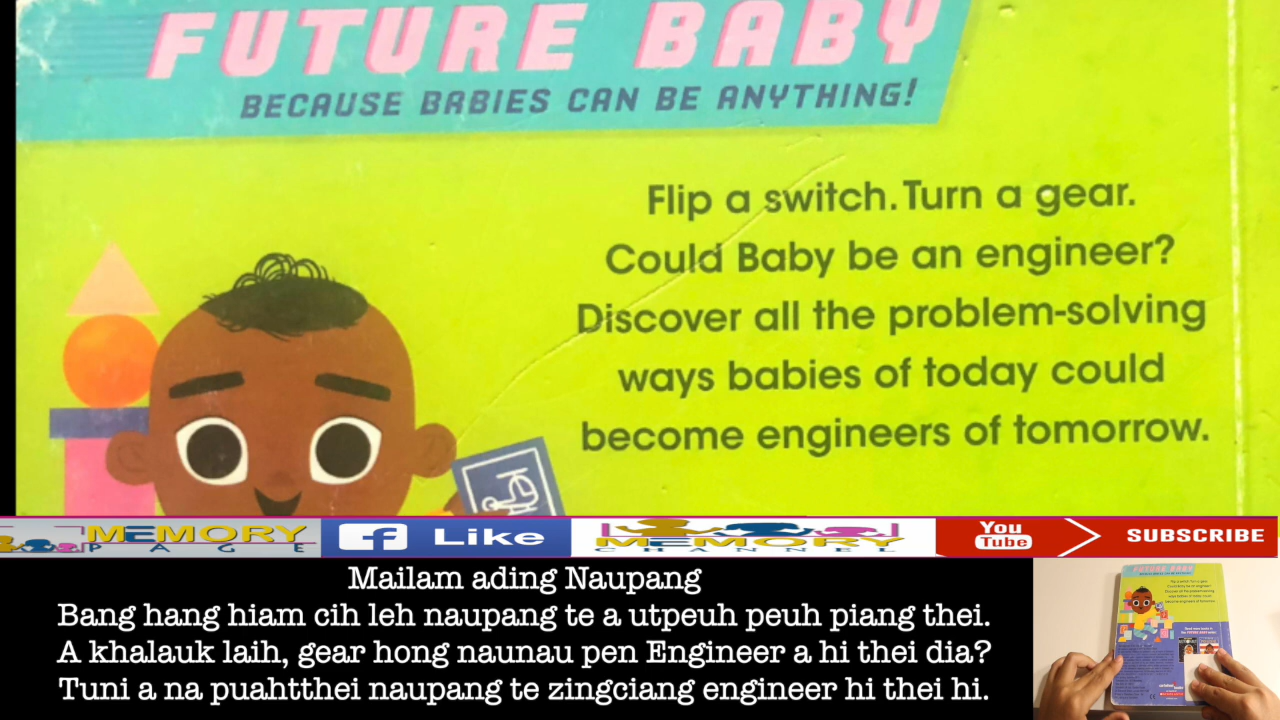 FUTURE BABY
BECAUSE BABIES CAN BE ANYTHING!
Flip a switch. Turn a gear.
Could Baby be an engineer?
Discover all the problem-solving
ways babies of today could
become engineers of tomorrow.
MEMORY
PAGE
f Like
MEMORY
CHANNEL
You
Tube
SUBSCRIBE
Mailam ading Naupang
Bang hang hiam cih leh naupang te a utpeuh peuh piang thei.
A khalauk laih, gear hong naumau pen Engineer a hi thei dia?
Tuni a na puahtthei naupang te zingciang engineer hi thei hi.
FUTURE BABY